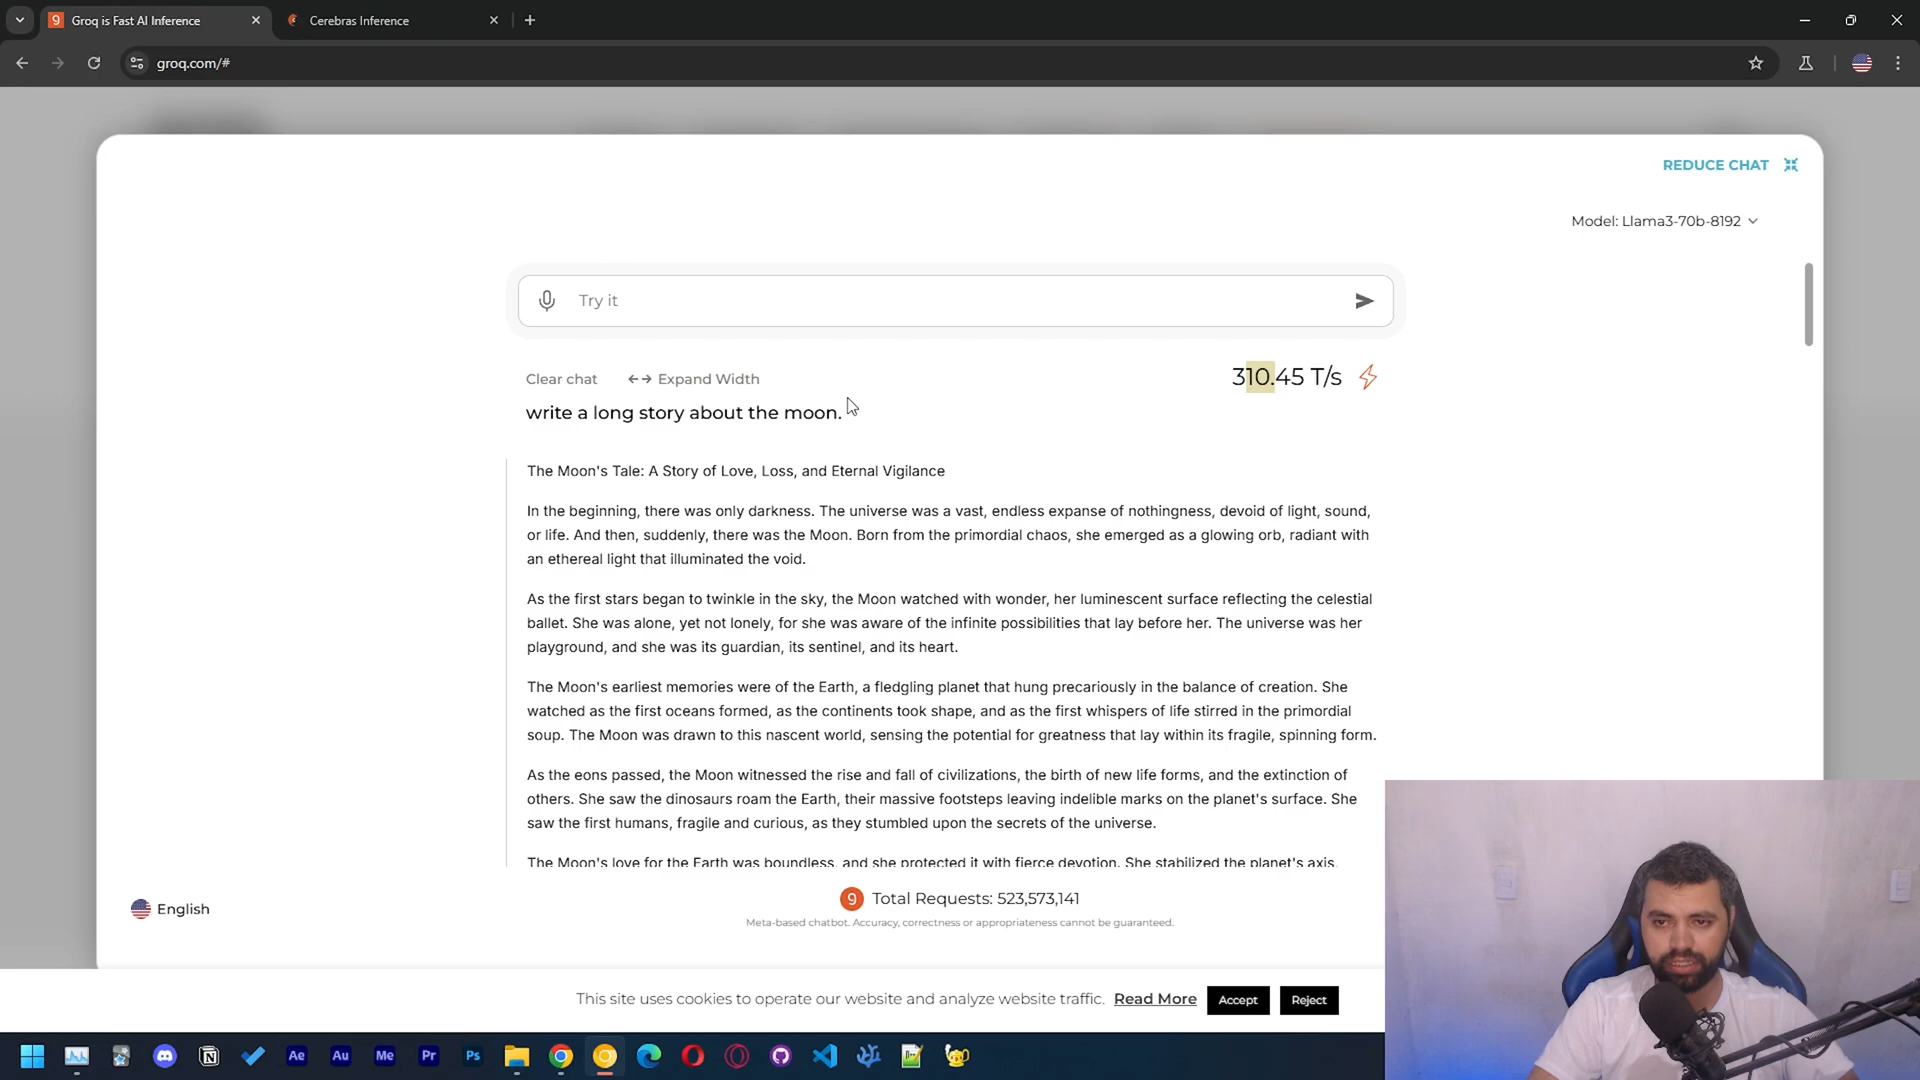 Groq is Fast AI Inference
Cerebras Inference
groq.com/#
REDUCE CHAT
Model: Llama3-70b-8192
Try it
Clear chat
Expand Width
310.45 T/s
write a long story about the moon.
The Moon's Tale: A Story of Love, Loss, and Eternal Vigilance
In the beginning, there was only darkness. The universe was a vast, endless expanse of nothingness, devoid of light, sound,
or life. And then, suddenly, there was the Moon. Born from the primordial chaos, she emerged as a glowing orb, radiant with
an ethereal light that illuminated the void.
As the first stars began to twinkle in the sky, the Moon watched with wonder, her luminescent surface reflecting the celestial
ballet. She was alone, yet not lonely, for she was aware of the infinite possibilities that lay before her. The universe was her
playground, and she was its guardian, its sentinel, and its heart.
The Moon's earliest memories were of the Earth, a fledgling planet that hung precariously in the balance of creation. She
watched as the first oceans formed, as the continents took shape, and as the first whispers of life stirred in the primordial
soup. The Moon was drawn to this nascent world, sensing the potential for greatness that lay within its fragile, spinning form.
As the eons passed, the Moon witnessed the rise and fall of civilizations, the birth of new life forms, and the extinction of
others. She saw the dinosaurs roam the Earth, their massive footsteps leaving indelible marks on the planet's surface. She
saw the first humans, fragile and curious, as they stumbled upon the secrets of the universe.
The Moon's love for the Earth was boundless, and she protected it with fierce devotion. She stabilized the planet's axis,
English
Total Requests: 523,573,141
Meta-based chatbot. Accuracy, correctness or appropriateness cannot be guaranteed.
This site uses cookies to operate our website and analyze website traffic. Read More
Accept
Reject
Ae
Au
Me
Pr
Ps